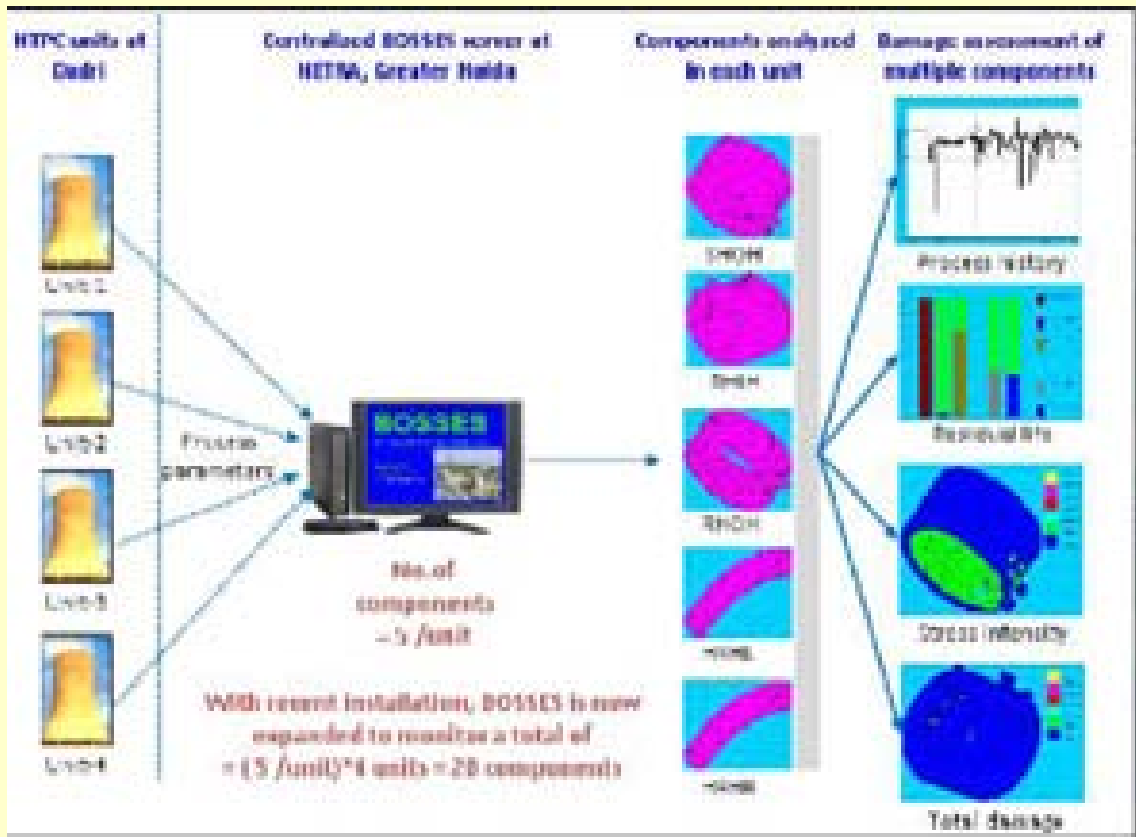 NTPC units at
Dadri
Centralised BOSSES server at
NETRA, Greater Noida
Components analyzed
in each unit
Damage assessment of
multiple components
Unit-1
Unit-2
Unit-3
Unit-4
Process
parameters
BOSSES
No. of
components
= 5 /unit
With recent installation, BOSSES is now
expanded to monitor a total of
= (5 /unit)*4 units = 20 components
SHOH
RHOH
Process history
Residual life
Stress intensity
Total damage